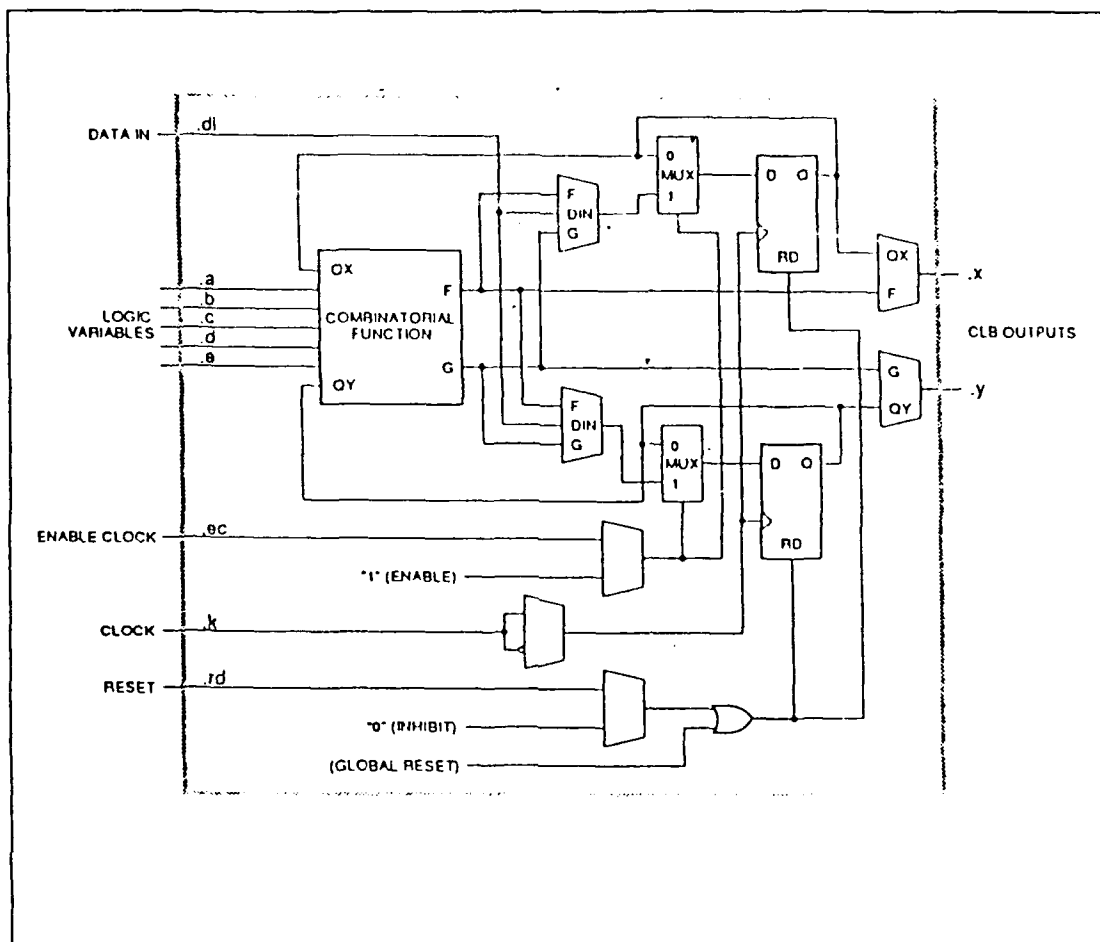 DATA IN
.di
0
MUX
1
D Q
RD
F
DIN
G
QX
F
.x
CLB OUTPUTS
G
QY
.y
LOGIC
VARIABLES
.a
.b
.c
.d
.e
QX
F
COMBINATORIAL
FUNCTION
G
QY
F
DIN
G
0
MUX
1
D Q
RD
ENABLE CLOCK
.ec
"1" (ENABLE)
CLOCK
.k
RESET
.rd
"0" (INHIBIT)
(GLOBAL RESET)